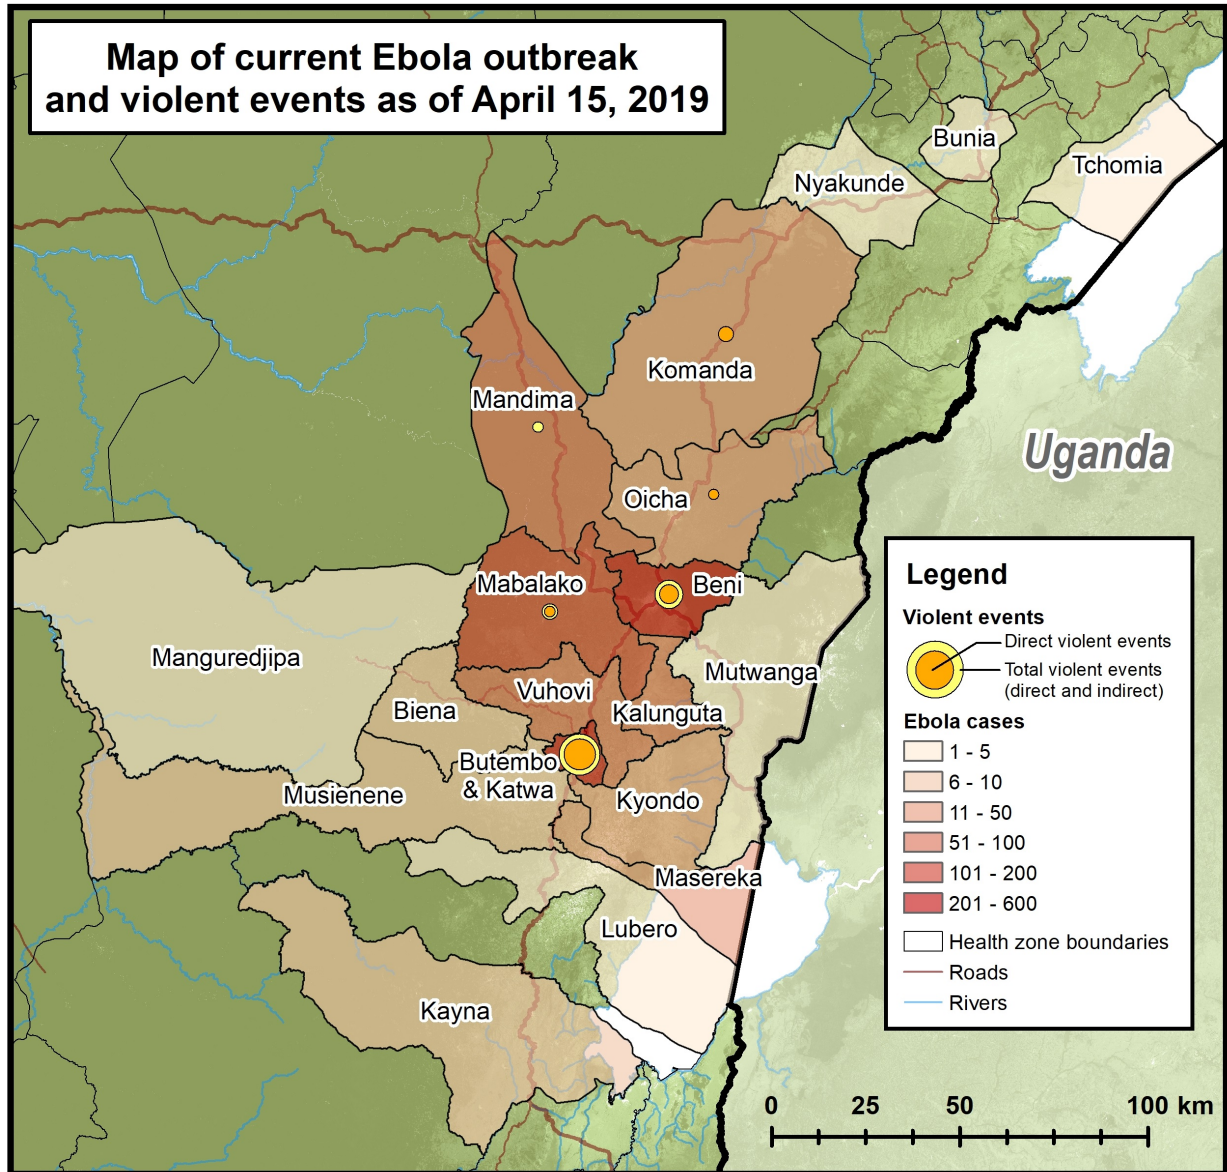 Map of current Ebola outbreak
and violent events as of April 15, 2019
Bunia
Tchomia
Nyakunde
Komanda
Mandima
Uganda
Oicha
Mabalako
Beni
Manguredjipa
Mutwanga
Vuhovi
Biena
Kalunguta
Butembo
& Katwa
Musienene
Kyondo
Masereka
Lubero
Kayna
Legend
Violent events
Direct violent events
Total violent events
(direct and indirect)
Ebola cases
1 - 5
6 - 10
11 - 50
51 - 100
101 - 200
201 - 600
Health zone boundaries
Roads
Rivers
0 25 50 100 km